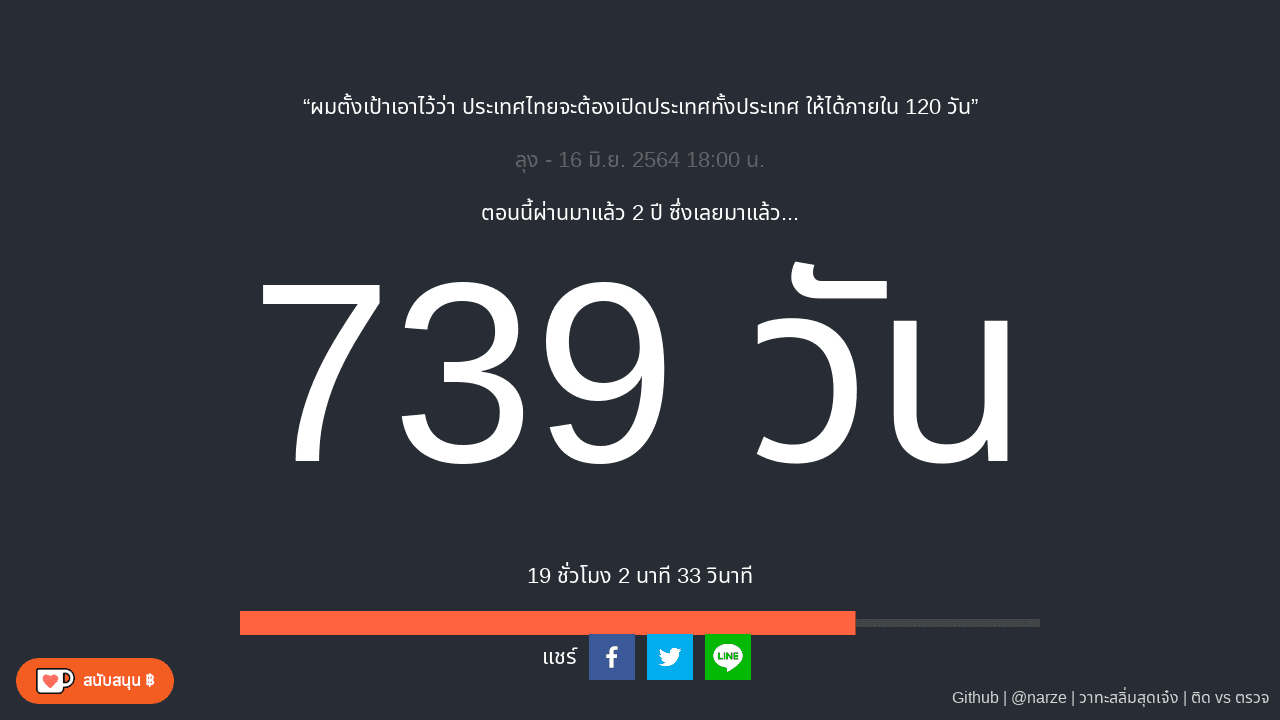 “ผมตั้งเป้าเอาไว้ว่า ประเทศไทยจะต้องเปิดประเทศทั้งประเทศ ให้ได้ภายใน 120 วัน”
ลุง - 16 มิ.ย. 2564 18:00 น.
ตอนนี้ผ่านมาแล้ว 2 ปี ซึ่งเลยมาแล้ว...
739 วัน
19 ชั่วโมง 2 นาที 33 วินาที
แชร์
LINE
สนับสนุน ฿
Github | @narze | วาทะสลิ่มสุดเจ๋ง | ติด vs ตรวจ